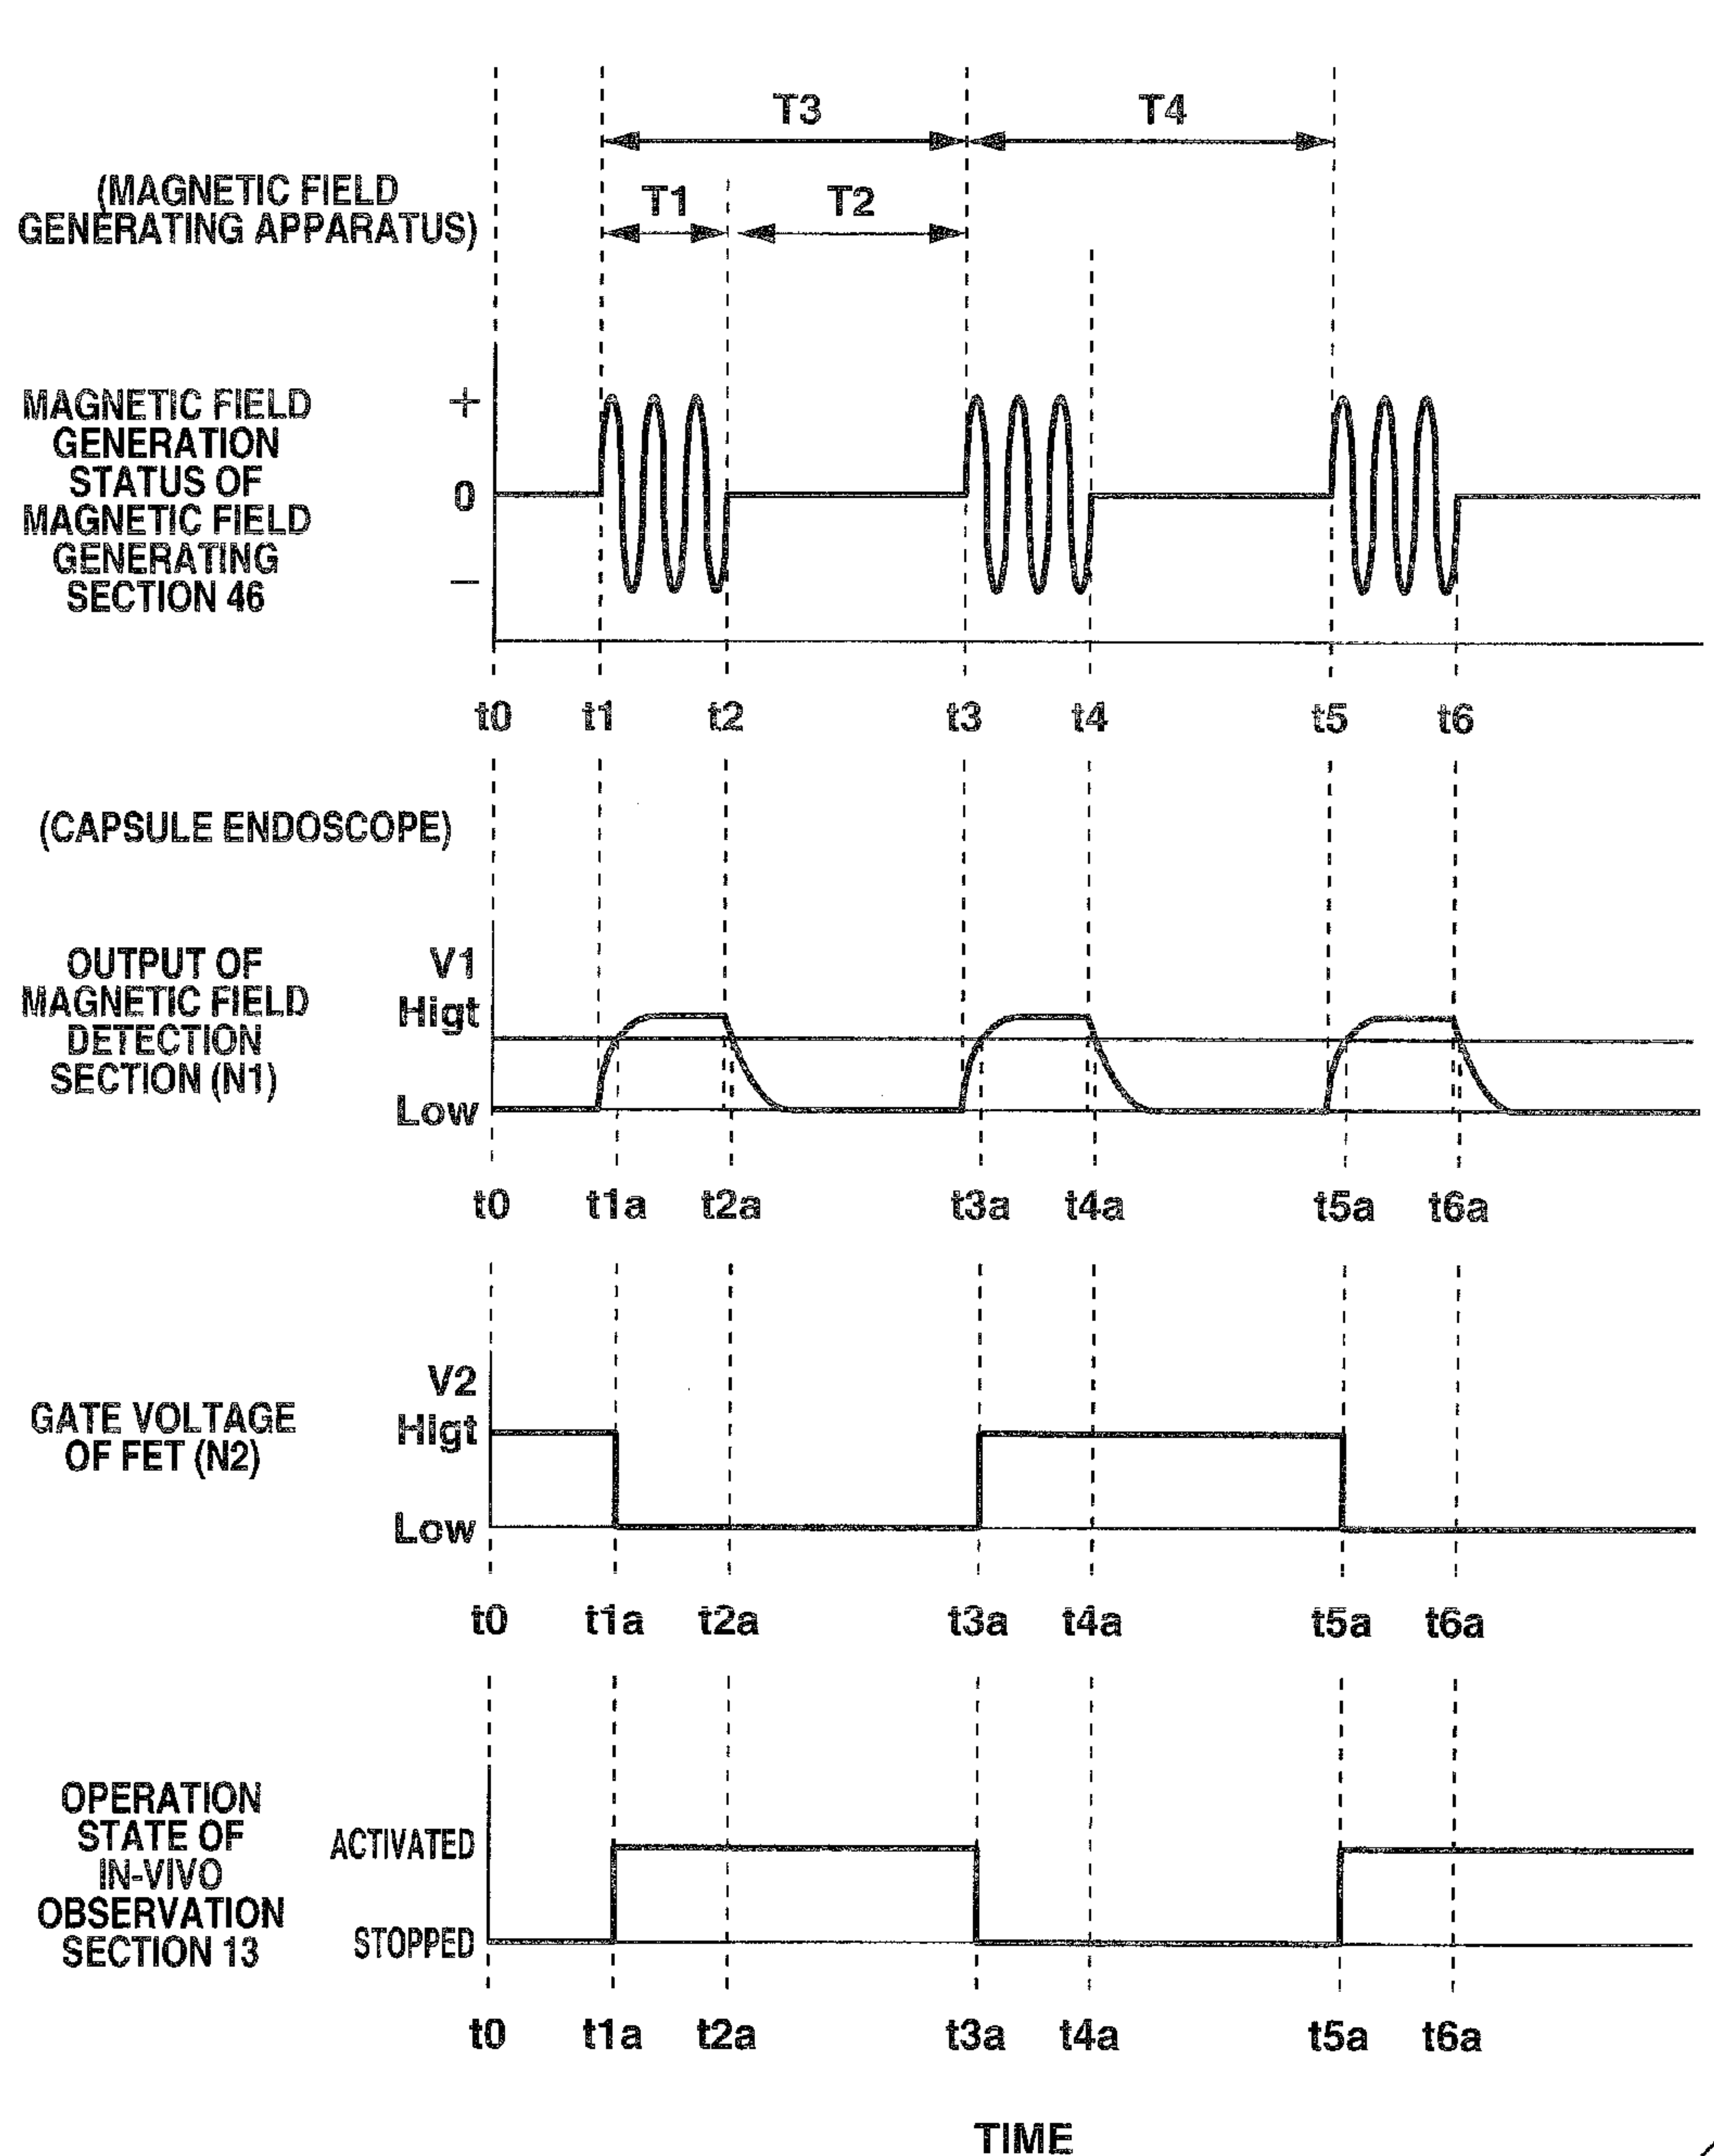 T3
T4
(MAGNETIC FIELD
GENERATING APPARATUS)
T1
T2
MAGNETIC FIELD
GENERATION
STATUS OF
MAGNETIC FIELD
GENERATING
SECTION 46
+
0
−
t0
t1
t2
t3
t4
t5
t6
(CAPSULE ENDOSCOPE)
OUTPUT OF
MAGNETIC FIELD
DETECTION
SECTION (N1)
V1
Higt
Low
t0
t1a
t2a
t3a
t4a
t5a
t6a
GATE VOLTAGE
OF FET (N2)
V2
Higt
Low
t0
t1a
t2a
t3a
t4a
t5a
t6a
OPERATION
STATE OF
IN-VIVO
OBSERVATION
SECTION 13
ACTIVATED
STOPPED
t0
t1a
t2a
t3a
t4a
t5a
t6a
TIME